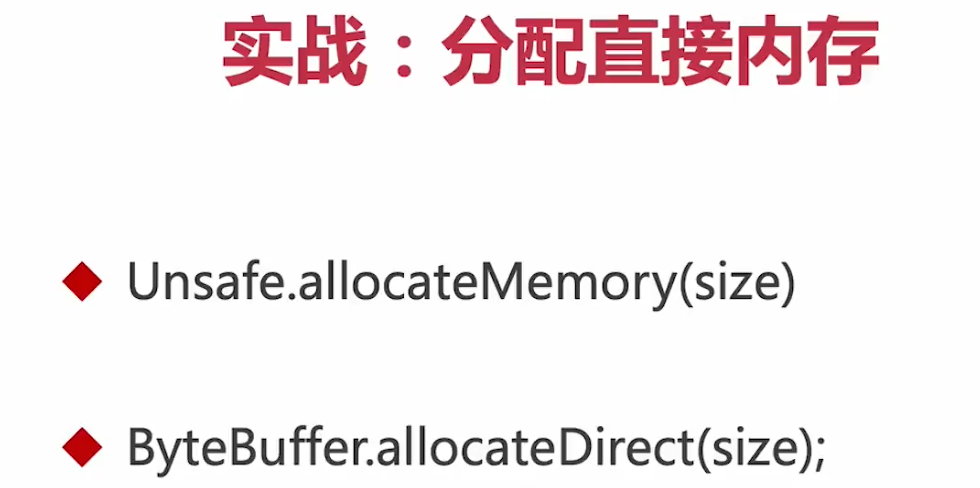 实战：分配直接内存
Unsafe.allocateMemory(size)
ByteBuffer.allocateDirect(size);